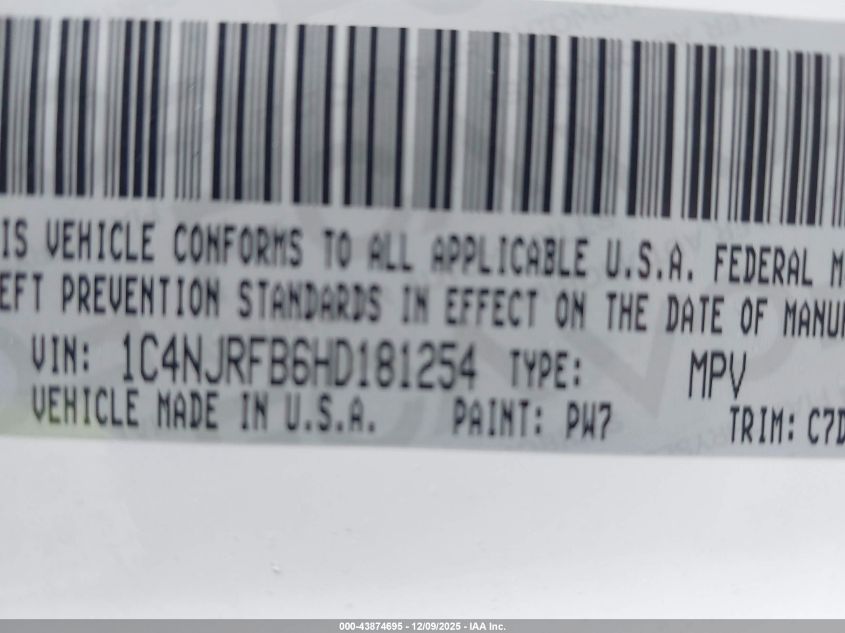 IS VEHICLE CONFORMS TO ALL APPLICABLE U.S.A. FEDERAL
EFT PREVENTION STANDARDS IN EFFECT ON THE DATE OF MANU
VIN: 1C4NJRFB6HD181254 TYPE: MPV
VEHICLE MADE IN U.S.A. PAINT: PW7 TRIM: C7D
000-43874695 - 12/09/2025 - IAA Inc.